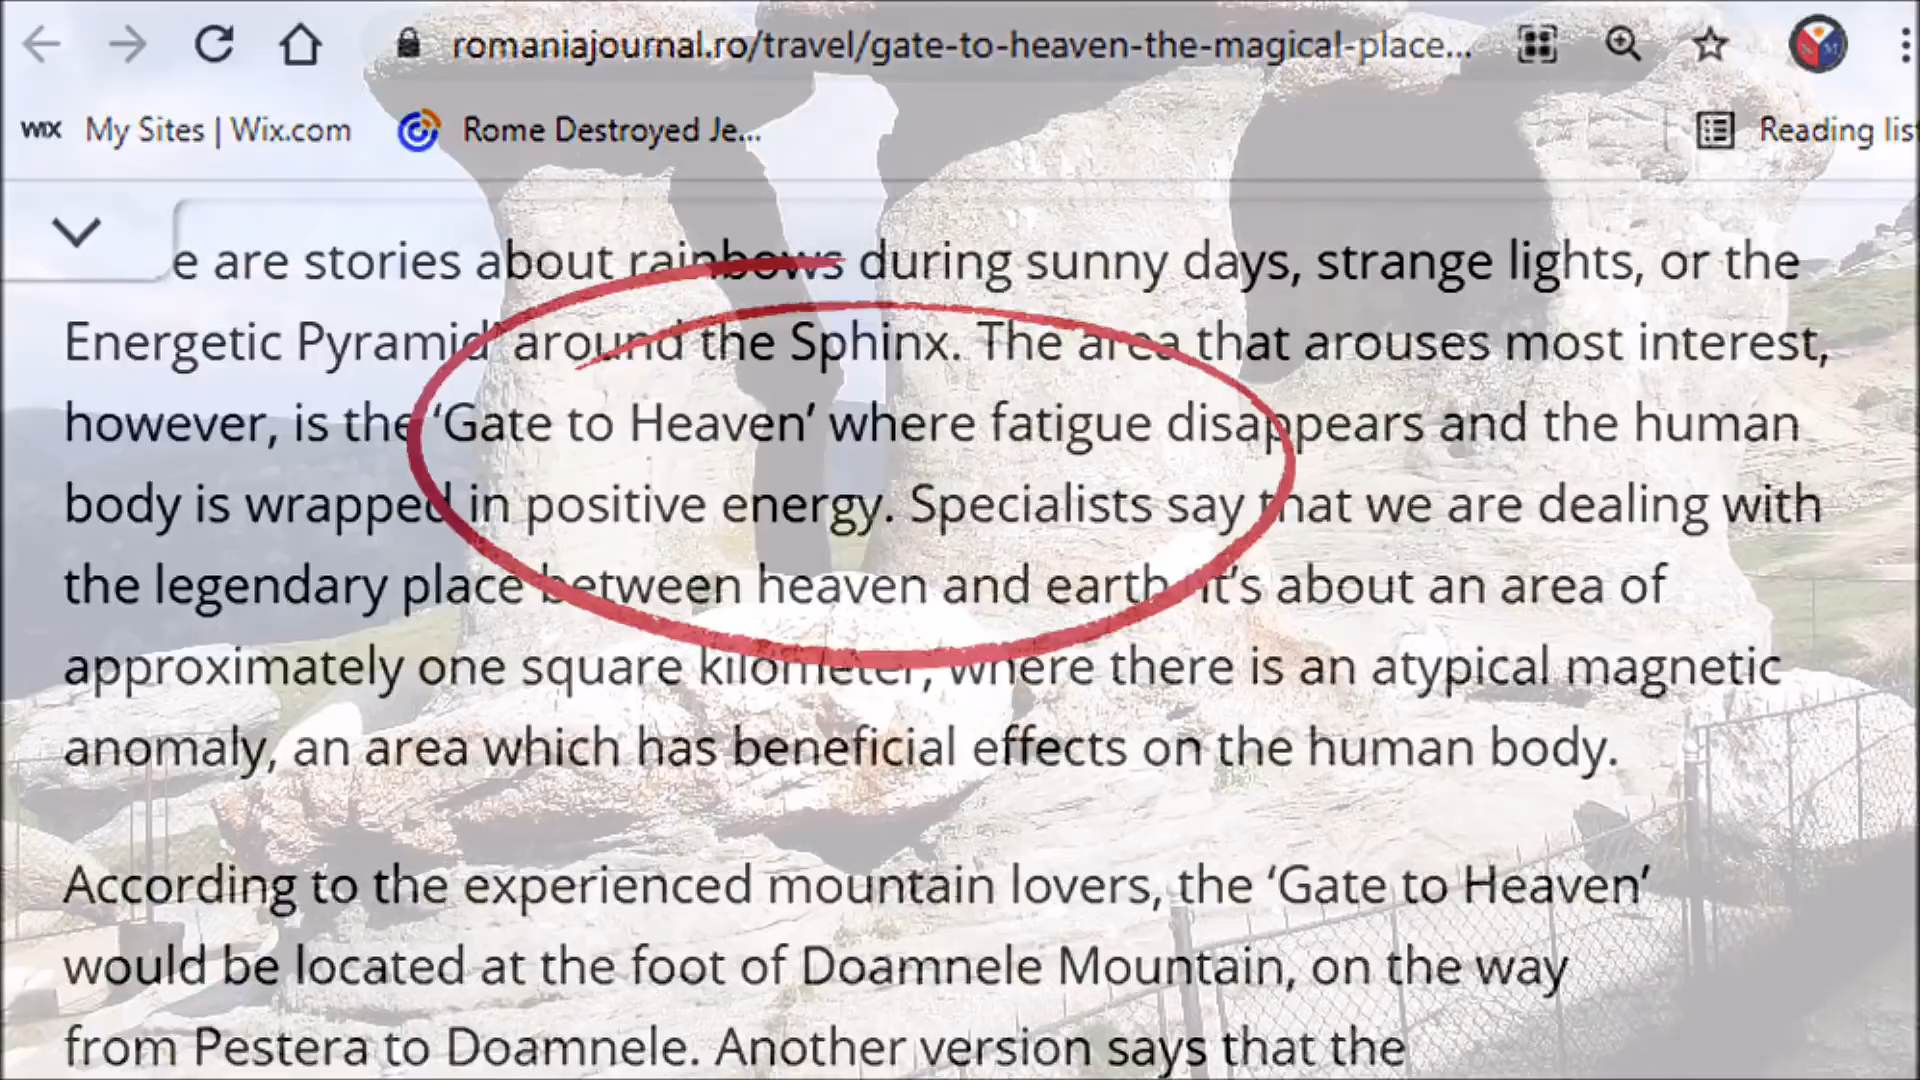 romaniajournal.ro/travel/gate-to-heaven-the-magical-place...
WIX My Sites | Wix.com Rome Destroyed Je... Reading list
e are stories about rainbows during sunny days, strange lights, or the
Energetic Pyramid' around the Sphinx. The area that arouses most interest,
however, is the ‘Gate to Heaven’ where fatigue disappears and the human
body is wrapped in positive energy. Specialists say that we are dealing with
the legendary place between heaven and earth. It’s about an area of
approximately one square kilometer, where there is an atypical magnetic
anomaly, an area which has beneficial effects on the human body.
According to the experienced mountain lovers, the ‘Gate to Heaven’
would be located at the foot of Doamnele Mountain, on the way
from Pestera to Doamnele. Another version says that the